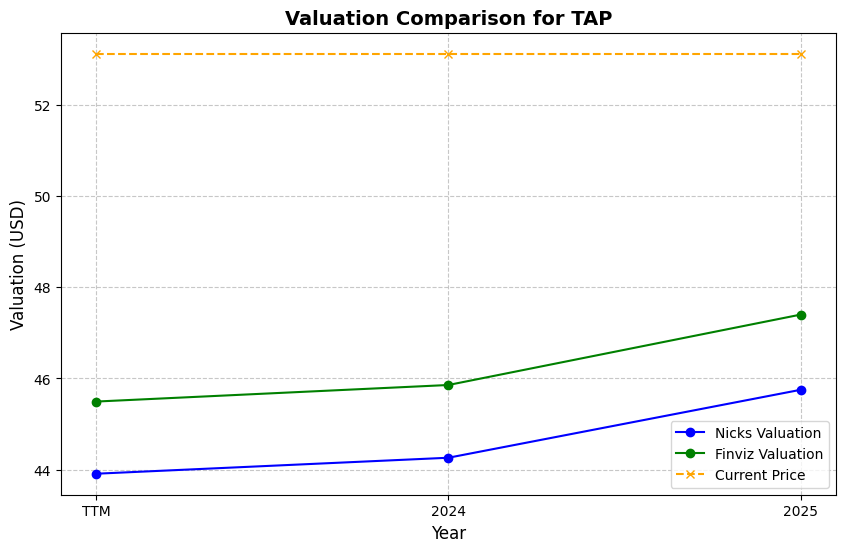 Valuation Comparison for TAP
Valuation (USD)
52
50
48
46
44
Nicks Valuation
Finviz Valuation
Current Price
TTM
2024
2025
Year